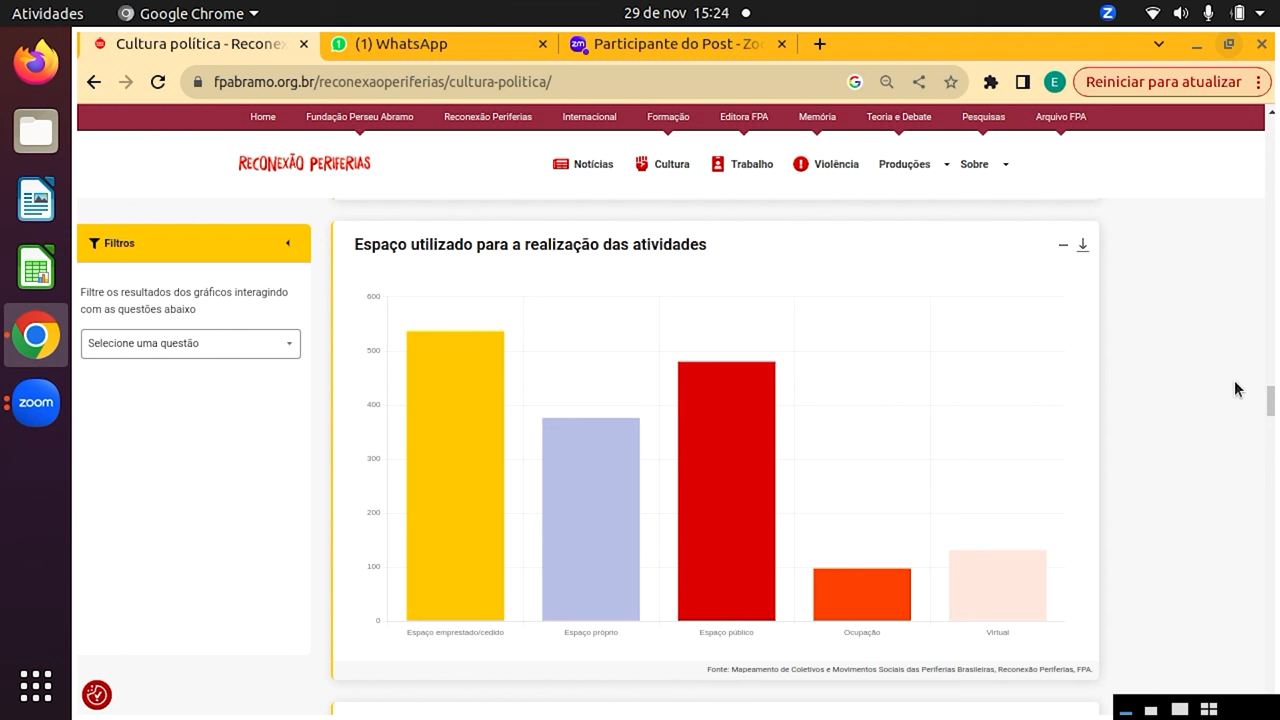 Atividades
Google Chrome
29 de nov 15:24
Cultura política - Reconex
(1) WhatsApp
Participante do Post - Zoo
fpabramo.org.br/reconexaoperiferias/cultura-politica/
E
Reiniciar para atualizar
Home Fundação Perseu Abramo Reconexão Periferias Internacional Formação Editora FPA Memória Teoria e Debate Pesquisas Arquivo FPA
RECONEXÃO PERIFERIAS
Notícias Cultura Trabalho Violência Produções Sobre
Filtros
Filtre os resultados dos gráficos interagindo
com as questões abaixo
Selecione uma questão
Espaço utilizado para a realização das atividades
600
500
400
300
200
100
0
Espaço emprestado/cedido Espaço próprio Espaço público Ocupação Virtual
Fonte: Mapeamento de Coletivos e Movimentos Sociais das Periferias Brasileiras, Reconexão Periferias, FPA.
zoom